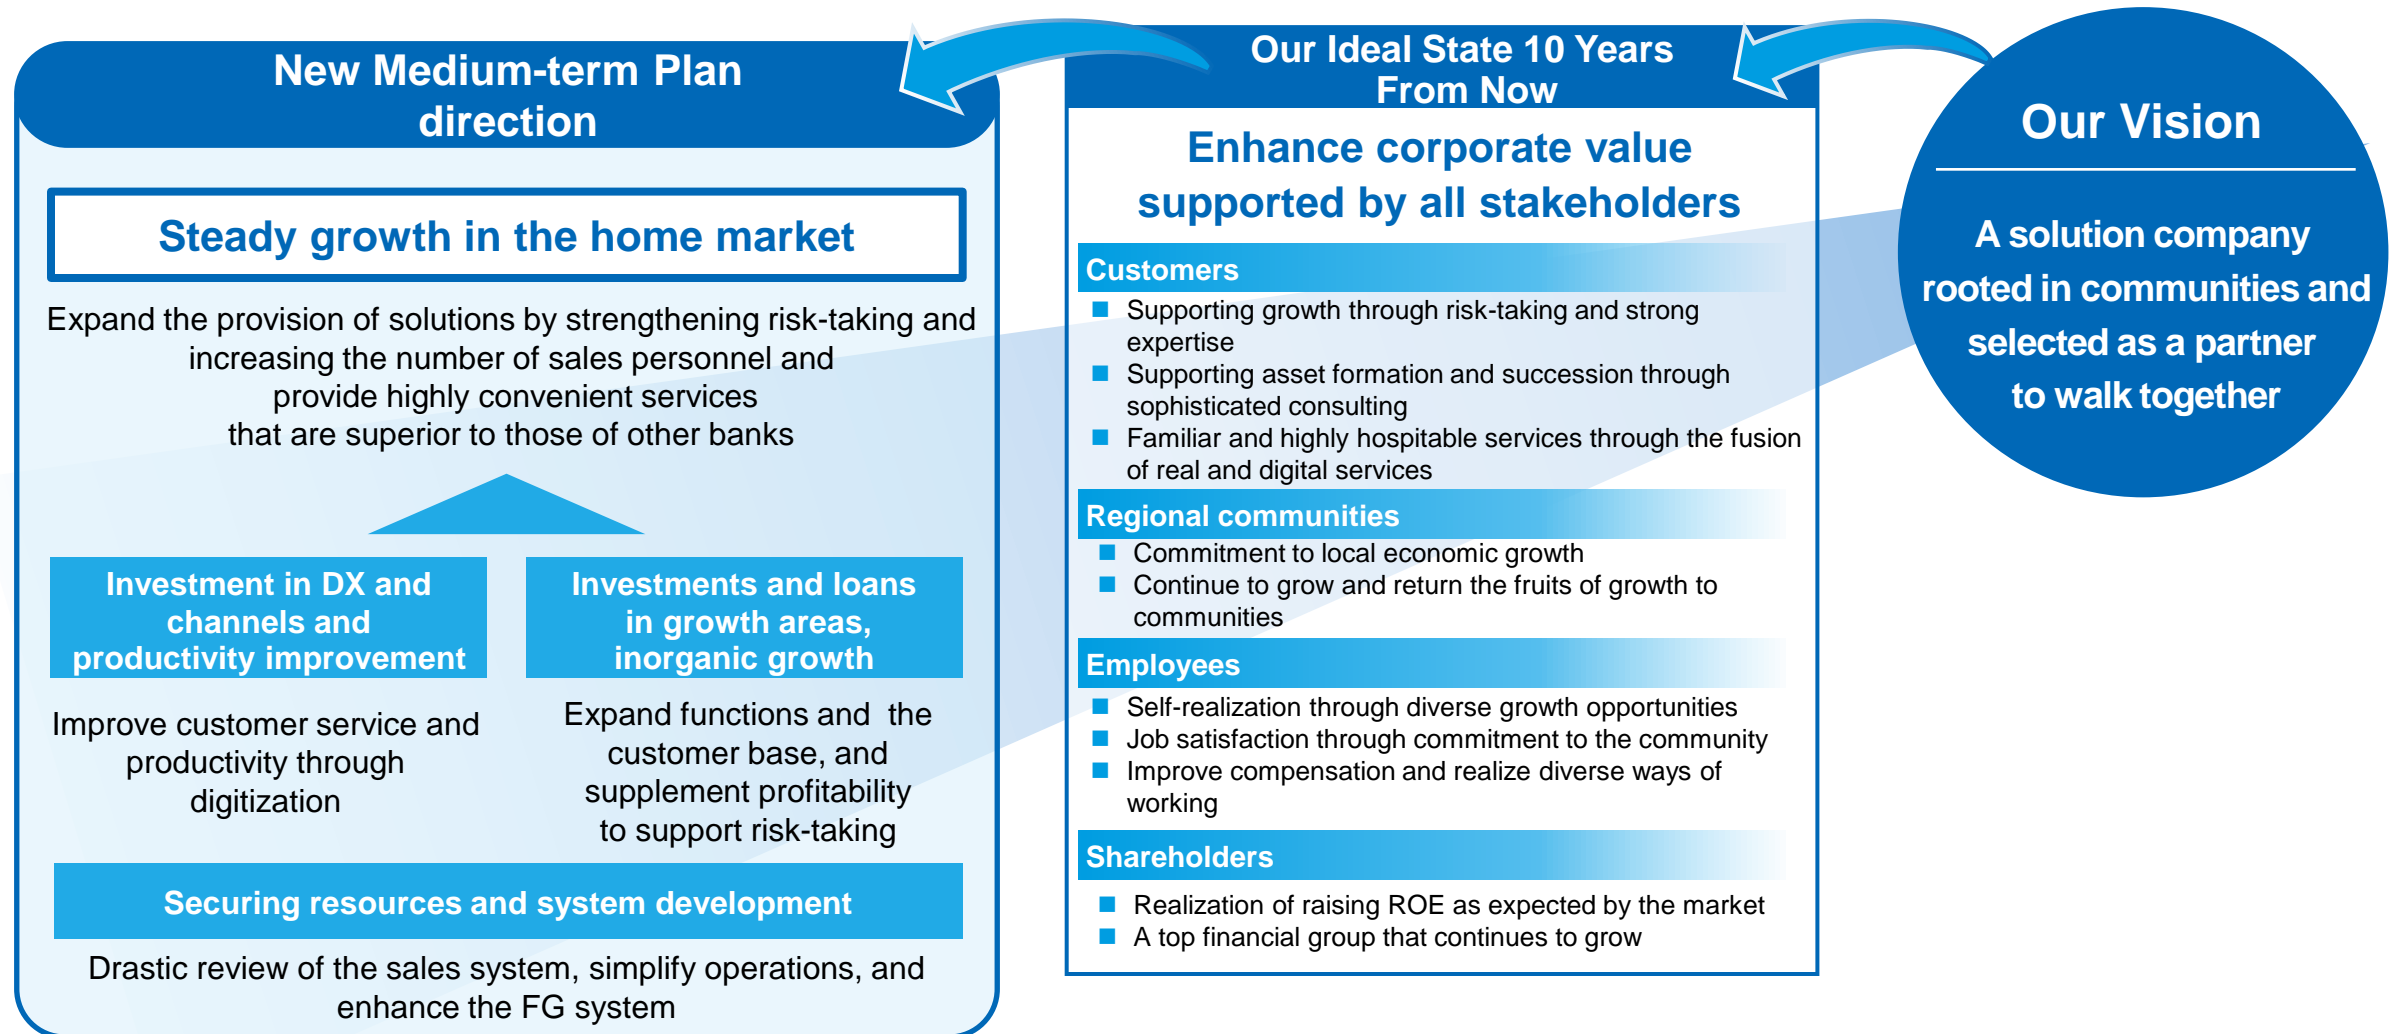 New Medium-term Plan
direction
Steady growth in the home market
Expand the provision of solutions by strengthening risk-taking and
increasing the number of sales personnel and
provide highly convenient services
that are superior to those of other banks
Investment in DX and
channels and
productivity improvement
Improve customer service and
productivity through
digitization
Investments and loans
in growth areas,
inorganic growth
Expand functions and the
customer base, and
supplement profitability
to support risk-taking
Securing resources and system development
Drastic review of the sales system, simplify operations, and
enhance the FG system
Our Ideal State 10 Years
From Now
Enhance corporate value
supported by all stakeholders
Customers
■ Supporting growth through risk-taking and strong
expertise
■ Supporting asset formation and succession through
sophisticated consulting
■ Familiar and highly hospitable services through the fusion
of real and digital services
Regional communities
■ Commitment to local economic growth
■ Continue to grow and return the fruits of growth to
communities
Employees
■ Self-realization through diverse growth opportunities
■ Job satisfaction through commitment to the community
■ Improve compensation and realize diverse ways of
working
Shareholders
■ Realization of raising ROE as expected by the market
■ A top financial group that continues to grow
Our Vision
A solution company
rooted in communities and
selected as a partner
to walk together